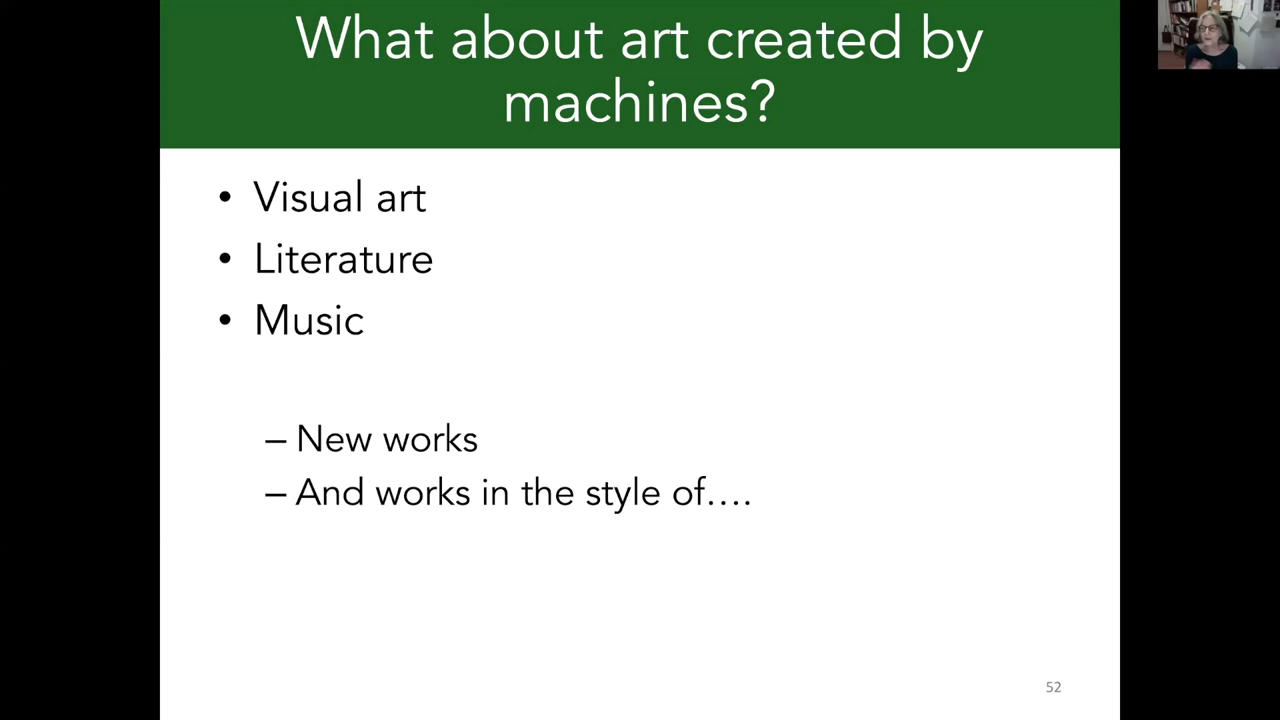 What about art created by
machines?
• Visual art
• Literature
• Music
– New works
– And works in the style of….
52